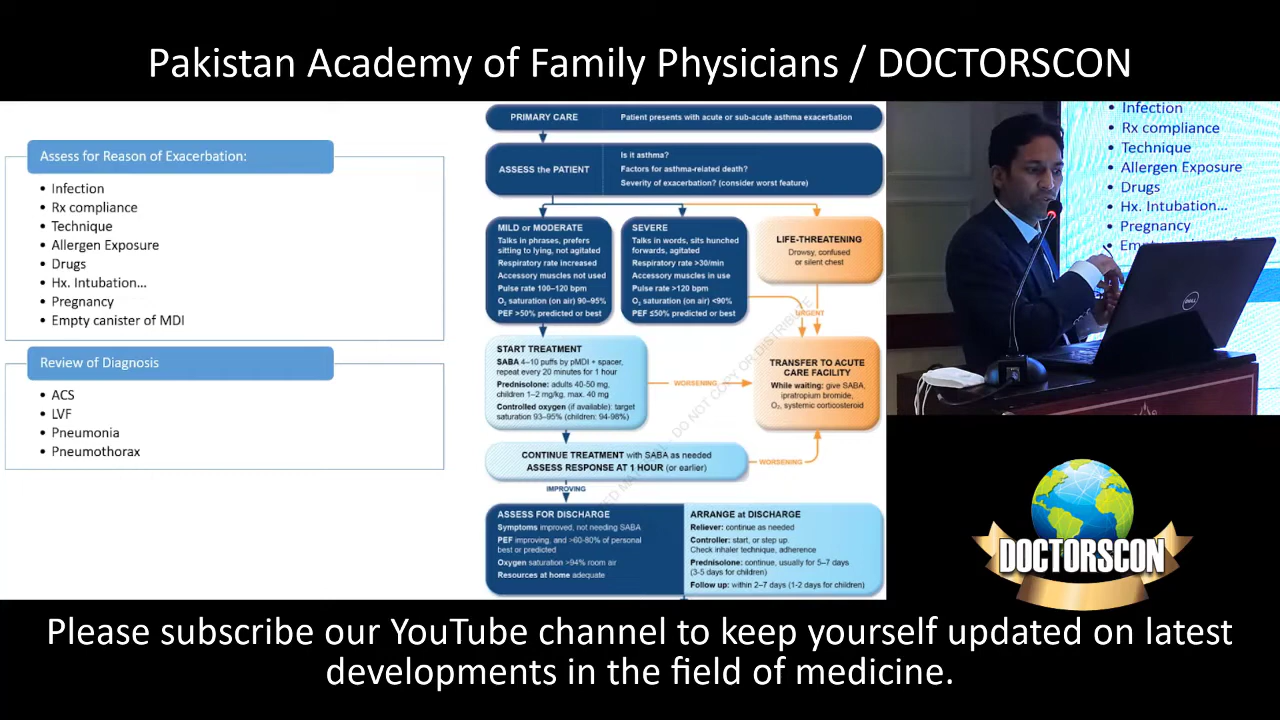 Pakistan Academy of Family Physicians / DOCTORSCON
Assess for Reason of Exacerbation:
• Infection
• Rx compliance
• Technique
• Allergen Exposure
• Drugs
• Hx. Intubation...
• Pregnancy
• Empty canister of MDI
Review of Diagnosis
• ACS
• LVF
• Pneumonia
• Pneumothorax
PRIMARY CARE
Patient presents with acute or sub-acute asthma exacerbation
ASSESS the PATIENT
Is it asthma?
Factors for asthma-related death?
Severity of exacerbation? (consider worst feature)
MILD or MODERATE
Talks in phrases, prefers
sitting to lying, not agitated
Respiratory rate increased
Accessory muscles not used
Pulse rate 100–120 bpm
O₂ saturation (on air) 90–95%
PEF >50% predicted or best
SEVERE
Talks in words, sits hunched
forwards, agitated
Respiratory rate >30/min
Accessory muscles in use
Pulse rate >120 bpm
O₂ saturation (on air) <90%
PEF ≤50% predicted or best
LIFE-THREATENING
Drowsy, confused
or silent chest
URGENT
START TREATMENT
SABA 4–10 puffs by pMDI + spacer,
repeat every 20 minutes for 1 hour
Prednisolone: adults 40-50 mg,
children 1–2 mg/kg, max. 40 mg
Controlled oxygen (if available): target
saturation 93–95% (children: 94-98%)
WORSENING
TRANSFER TO ACUTE
CARE FACILITY
While waiting: give SABA,
ipratropium bromide,
O₂, systemic corticosteroid
CONTINUE TREATMENT with SABA as needed
ASSESS RESPONSE AT 1 HOUR (or earlier)
WORSENING
IMPROVING
ASSESS FOR DISCHARGE
Symptoms improved, not needing SABA
PEF improving, and >60-80% of personal
best or predicted
Oxygen saturation >94% room air
Resources at home adequate
ARRANGE at DISCHARGE
Reliever: continue as needed
Controller: start, or step up.
Check inhaler technique, adherence
Prednisolone: continue, usually for 5–7 days
(3-5 days for children)
Follow up: within 2–7 days (1-2 days for children)
DO NOT COPY OR DISTRIBUTE
• Infection
• Rx compliance
• Technique
• Allergen Exposure
• Drugs
• Hx. Intubation...
• Pregnancy
DELL
DOCTORSCON
Please subscribe our YouTube channel to keep yourself updated on latest
developments in the field of medicine.